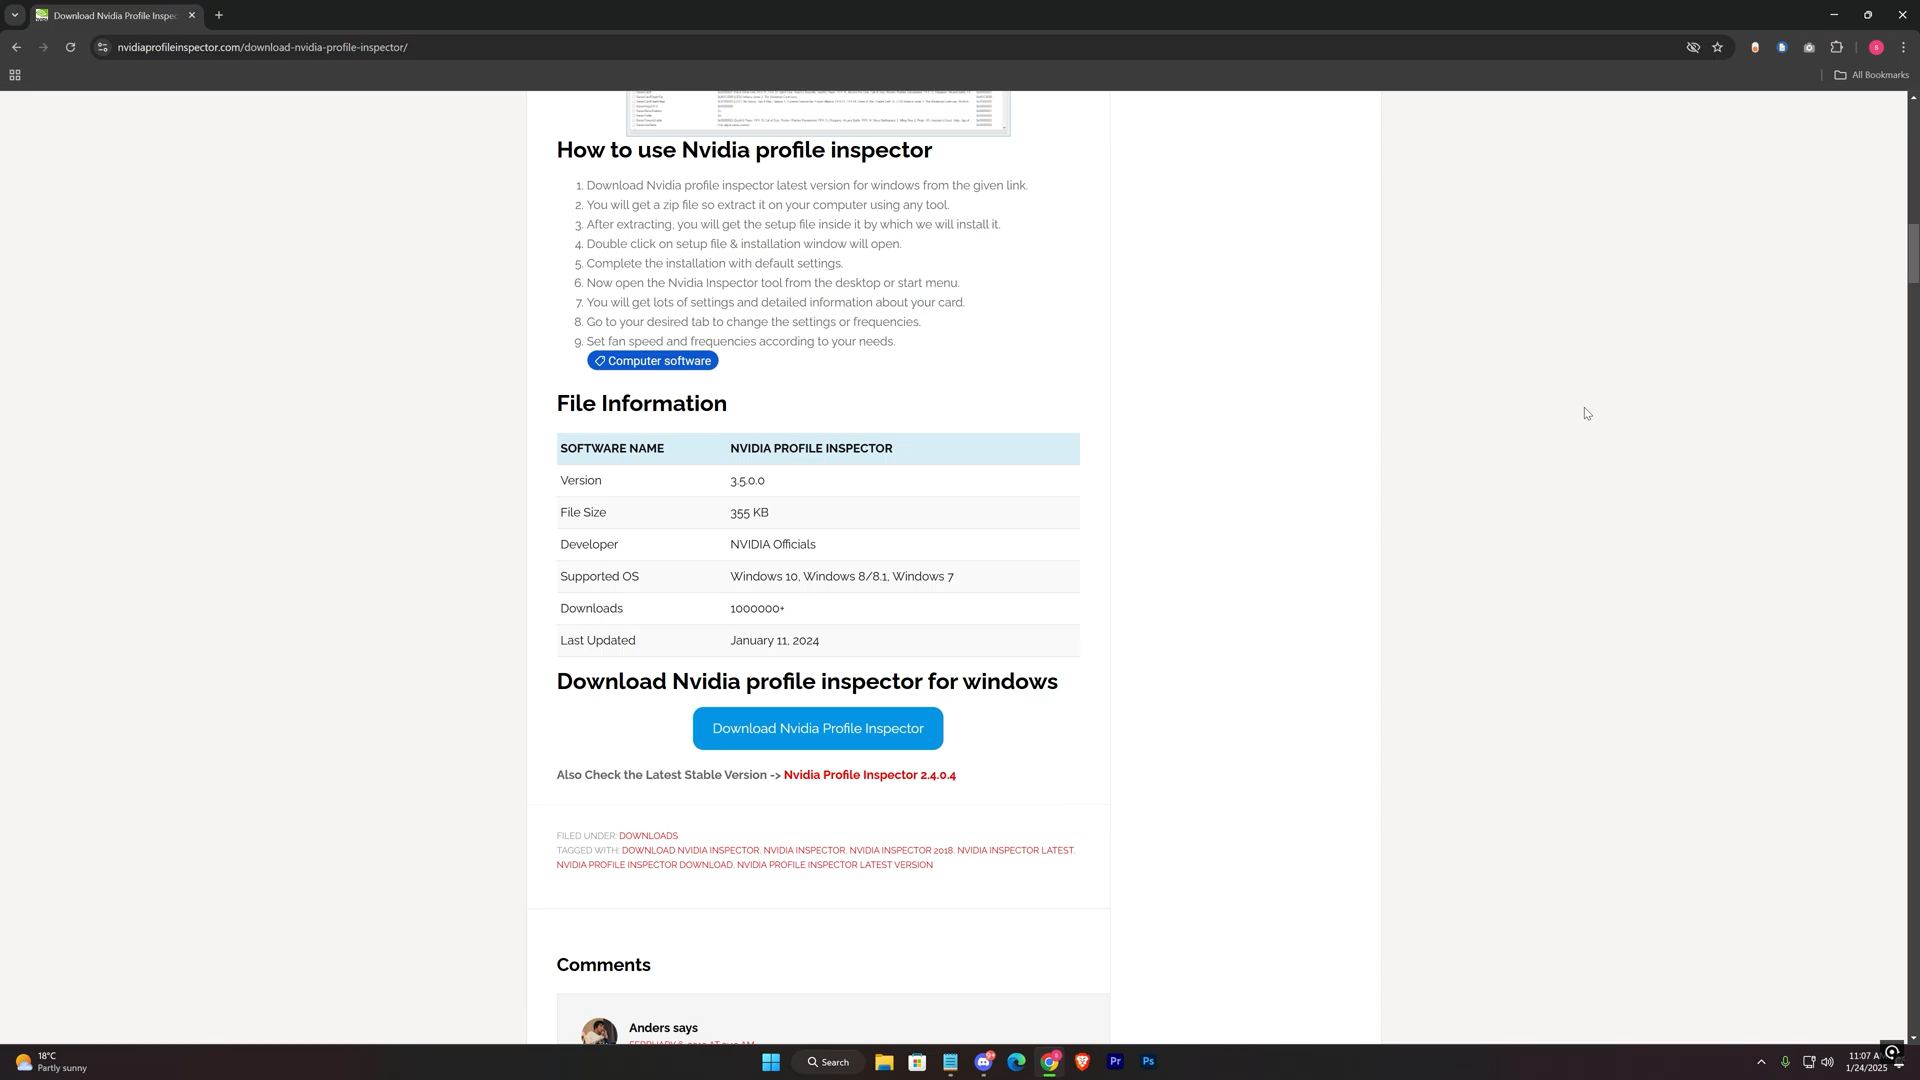 Download Nvidia Profile Inspec
nvidiaprofileinspector.com/download-nvidia-profile-inspector/
All Bookmarks
How to use Nvidia profile inspector
1. Download Nvidia profile inspector latest version for windows from the given link.
2. You will get a zip file so extract it on your computer using any tool.
3. After extracting, you will get the setup file inside it by which we will install it.
4. Double click on setup file & installation window will open.
5. Complete the installation with default settings.
6. Now open the Nvidia Inspector tool from the desktop or start menu.
7. You will get lots of settings and detailed information about your card.
8. Go to your desired tab to change the settings or frequencies.
9. Set fan speed and frequencies according to your needs.
Computer software
File Information
SOFTWARE NAME NVIDIA PROFILE INSPECTOR
Version 3.5.0.0
File Size 355 KB
Developer NVIDIA Officials
Supported OS Windows 10, Windows 8/8.1, Windows 7
Downloads 1000000+
Last Updated January 11, 2024
Download Nvidia profile inspector for windows
Download Nvidia Profile Inspector
Also Check the Latest Stable Version -> Nvidia Profile Inspector 2.4.0.4
FILED UNDER: DOWNLOADS
TAGGED WITH: DOWNLOAD NVIDIA INSPECTOR, NVIDIA INSPECTOR, NVIDIA INSPECTOR 2018, NVIDIA INSPECTOR LATEST,
NVIDIA PROFILE INSPECTOR DOWNLOAD, NVIDIA PROFILE INSPECTOR LATEST VERSION
Comments
Anders says
18°C
Partly sunny
Search
Pr
Ps
11:07 A
1/24/2025